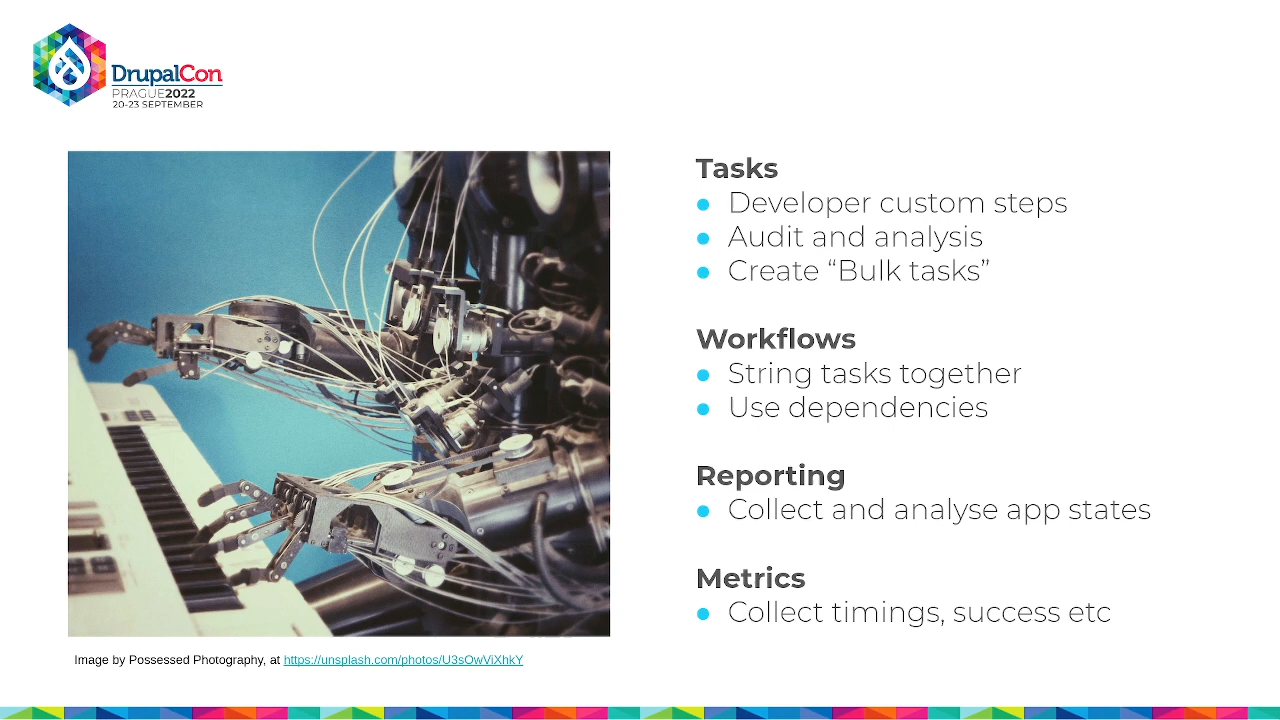 DrupalCon
PRAGUE2022
20-23 SEPTEMBER
Tasks
● Developer custom steps
● Audit and analysis
● Create “Bulk tasks”
Workflows
● String tasks together
● Use dependencies
Reporting
● Collect and analyse app states
Metrics
● Collect timings, success etc
Image by Possessed Photography, at https://unsplash.com/photos/U3sOwViXhkY